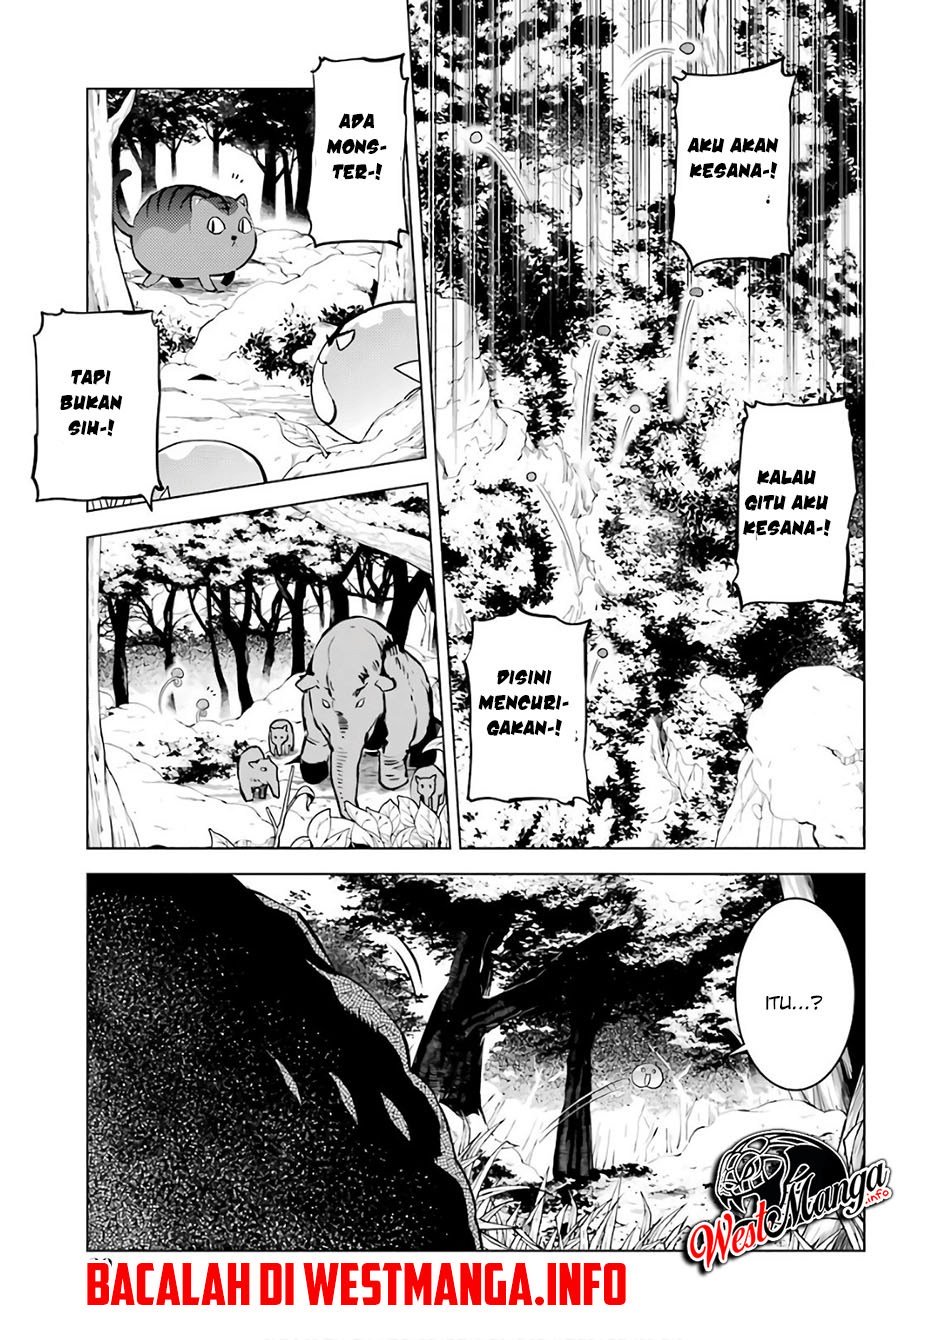 AKU AKAN
KESANA-!
KALAU
GITU AKU
KESANA-!
DISINI
MENCURI-
GAKAN-!
ADA
MONS-
TER-!
TAPI
BUKAN
SIH-!
ITU...?
WestManga
.info
BACALAH DI WESTMANGA.INFO